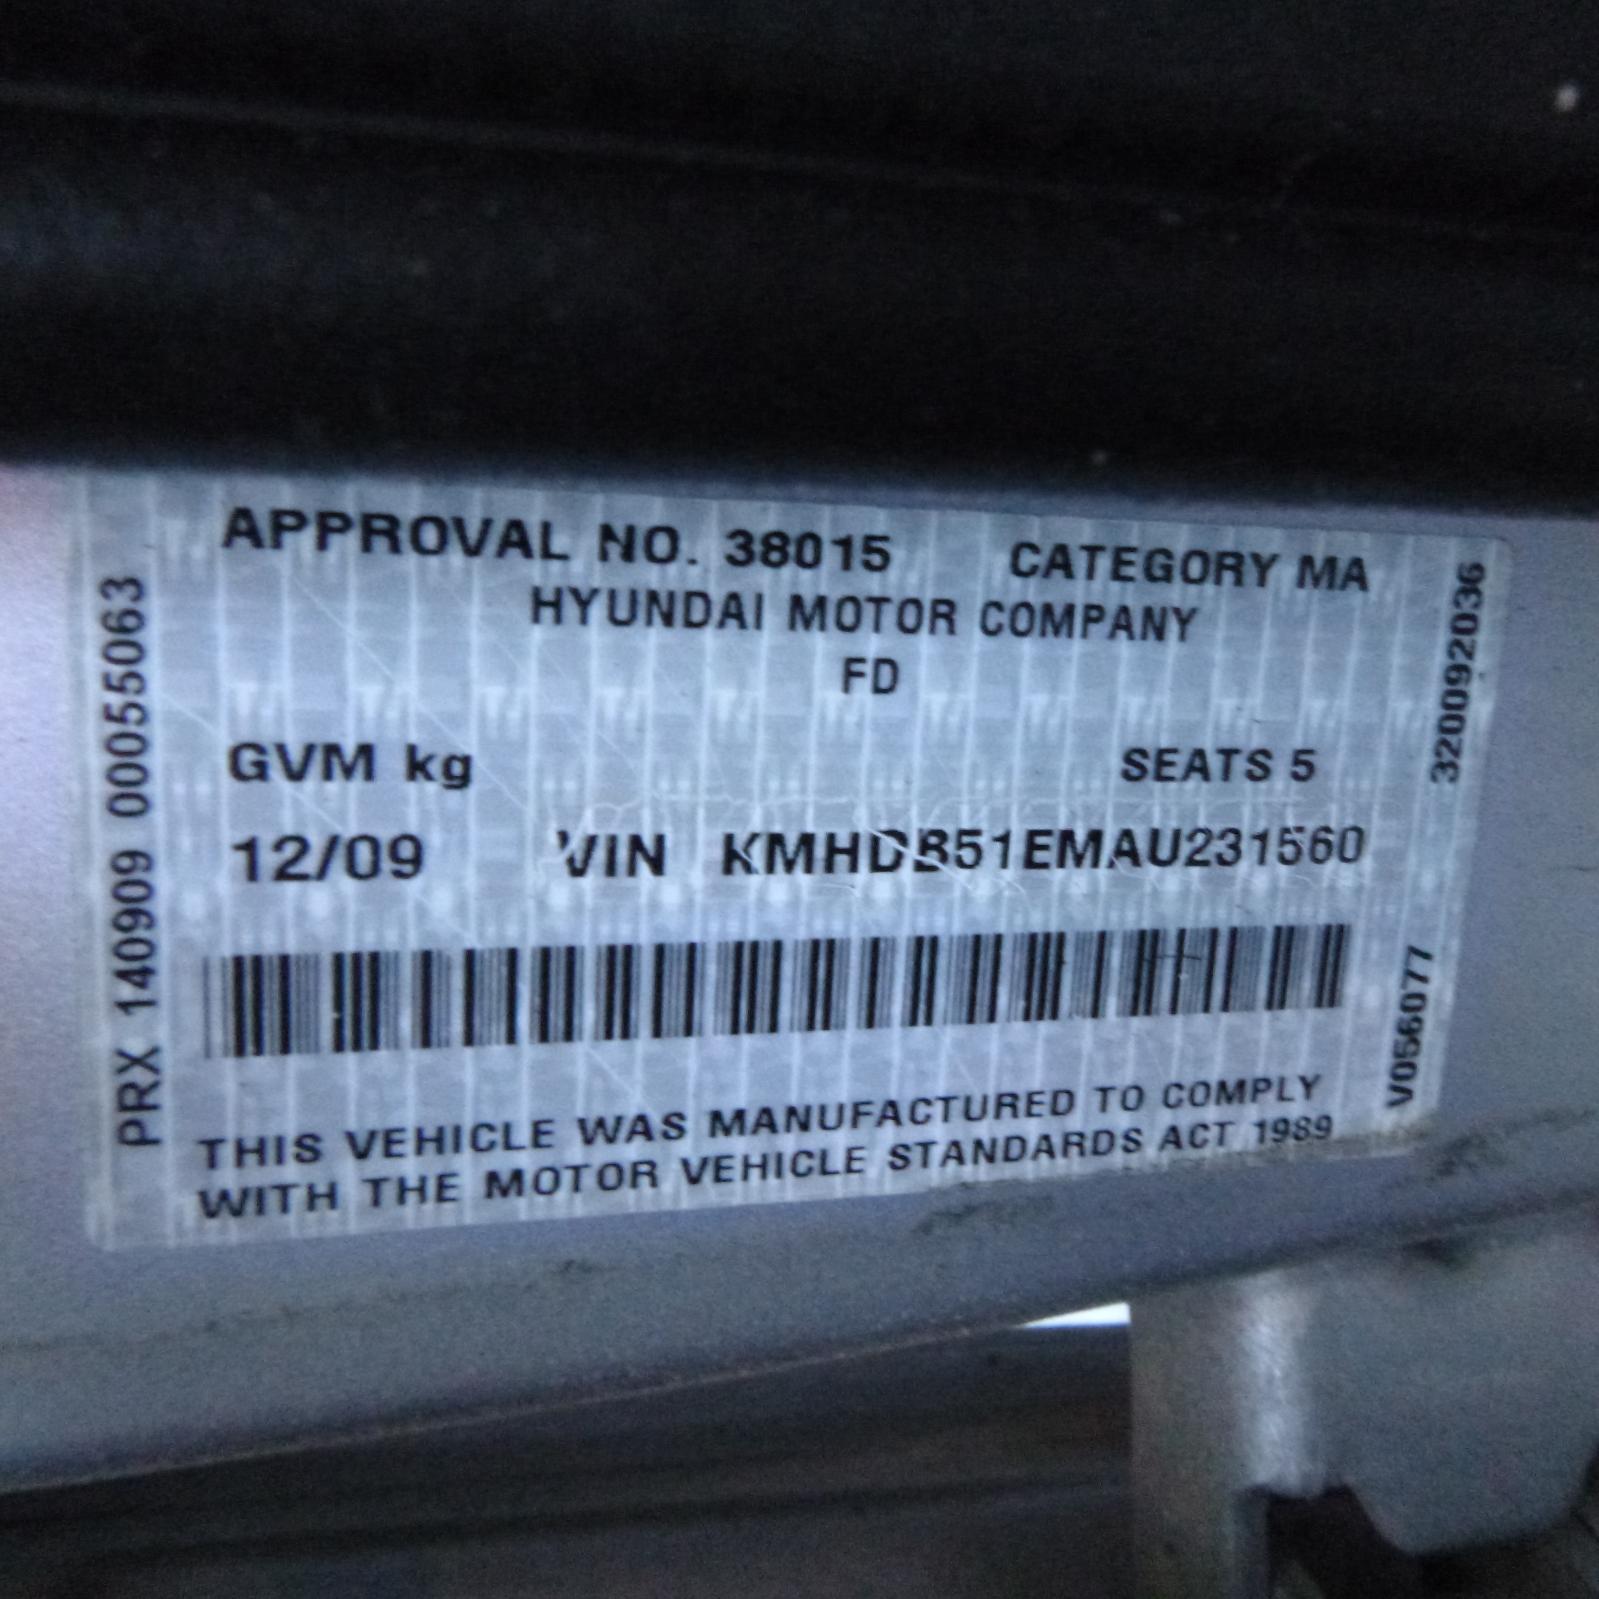 APPROVAL NO. 38015 CATEGORY MA
HYUNDAI MOTOR COMPANY
FD
GVM kg SEATS 5
12/09 VIN KMHDB51EMAU231560
THIS VEHICLE WAS MANUFACTURED TO COMPLY
WITH THE MOTOR VEHICLE STANDARDS ACT 1989
PRX 140909 00055063
320092036
V056077